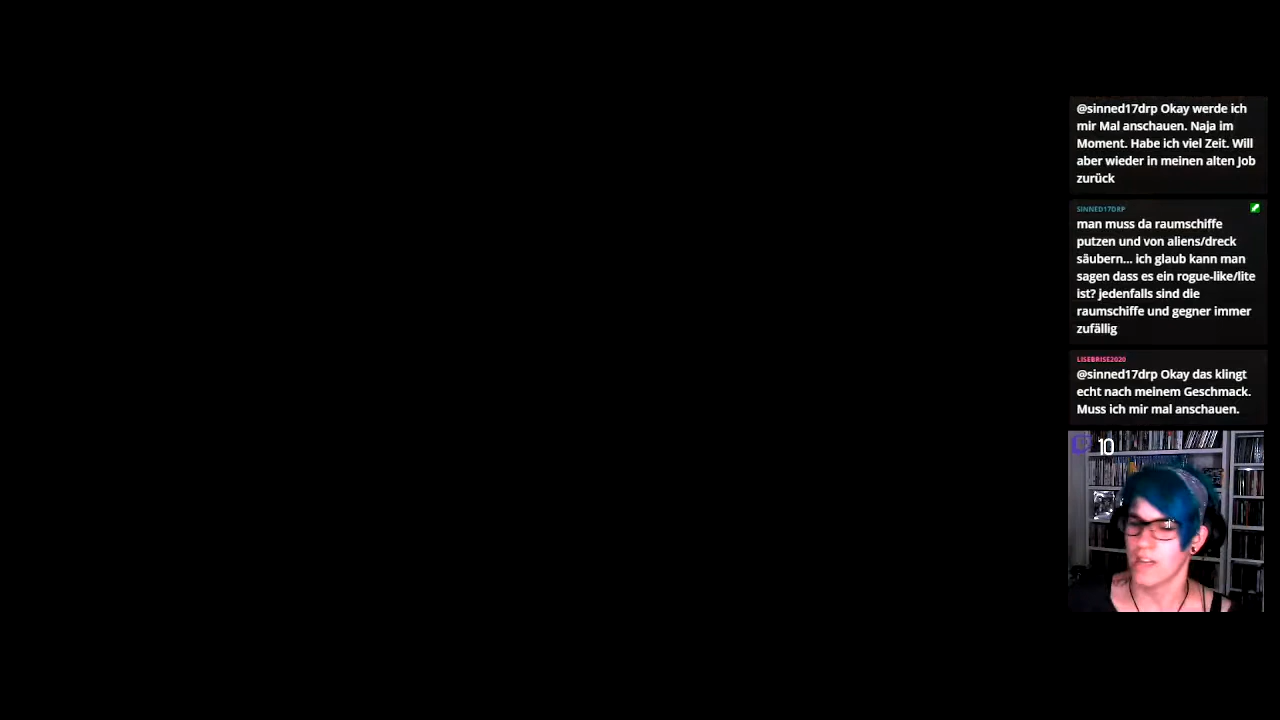 @sinned17drp Okay werde ich
mir Mal anschauen. Naja im
Moment. Habe ich viel Zeit. Will
aber wieder in meinen alten Job
zurück
SINNED17DRP
man muss da raumschiffe
putzen und von aliens/dreck
säubern... ich glaub kann man
sagen dass es ein rogue-like/lite
ist? jedenfalls sind die
raumschiffe und gegner immer
zufällig
LISEBRISE2020
@sinned17drp Okay das klingt
echt nach meinem Geschmack.
Muss ich mir mal anschauen.
10